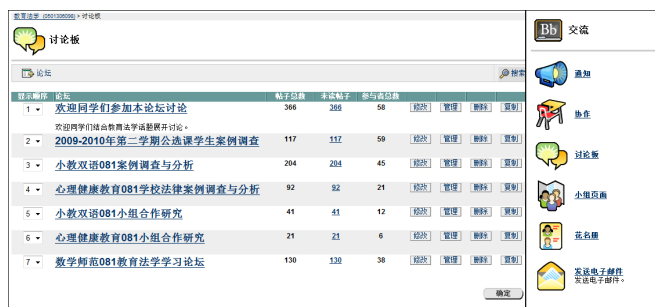 教育法学 (0501306098) > 讨论板
讨论板
论坛
搜索
显示顺序 论坛 帖子总数 未读帖子 参与者总数
1 欢迎同学们参加本论坛讨论 366 366 58 修改 管理 删除 复制
欢迎同学们结合教育法学话题展开讨论。
2 2009-2010年第二学期公选课学生案例调查 117 117 59 修改 管理 删除 复制
3 小教双语081案例调查与分析 204 204 45 修改 管理 删除 复制
4 心理健康教育081学校法律案例调查与分析 92 92 21 修改 管理 删除 复制
5 小教双语081小组合作研究 41 41 12 修改 管理 删除 复制
6 心理健康教育081小组合作研究 21 21 6 修改 管理 删除 复制
7 数学师范081教育法学学习论坛 130 130 38 修改 管理 删除 复制
确定
Bb 交流
通知
协作
讨论板
小组页面
花名册
发送电子邮件
发送电子邮件。